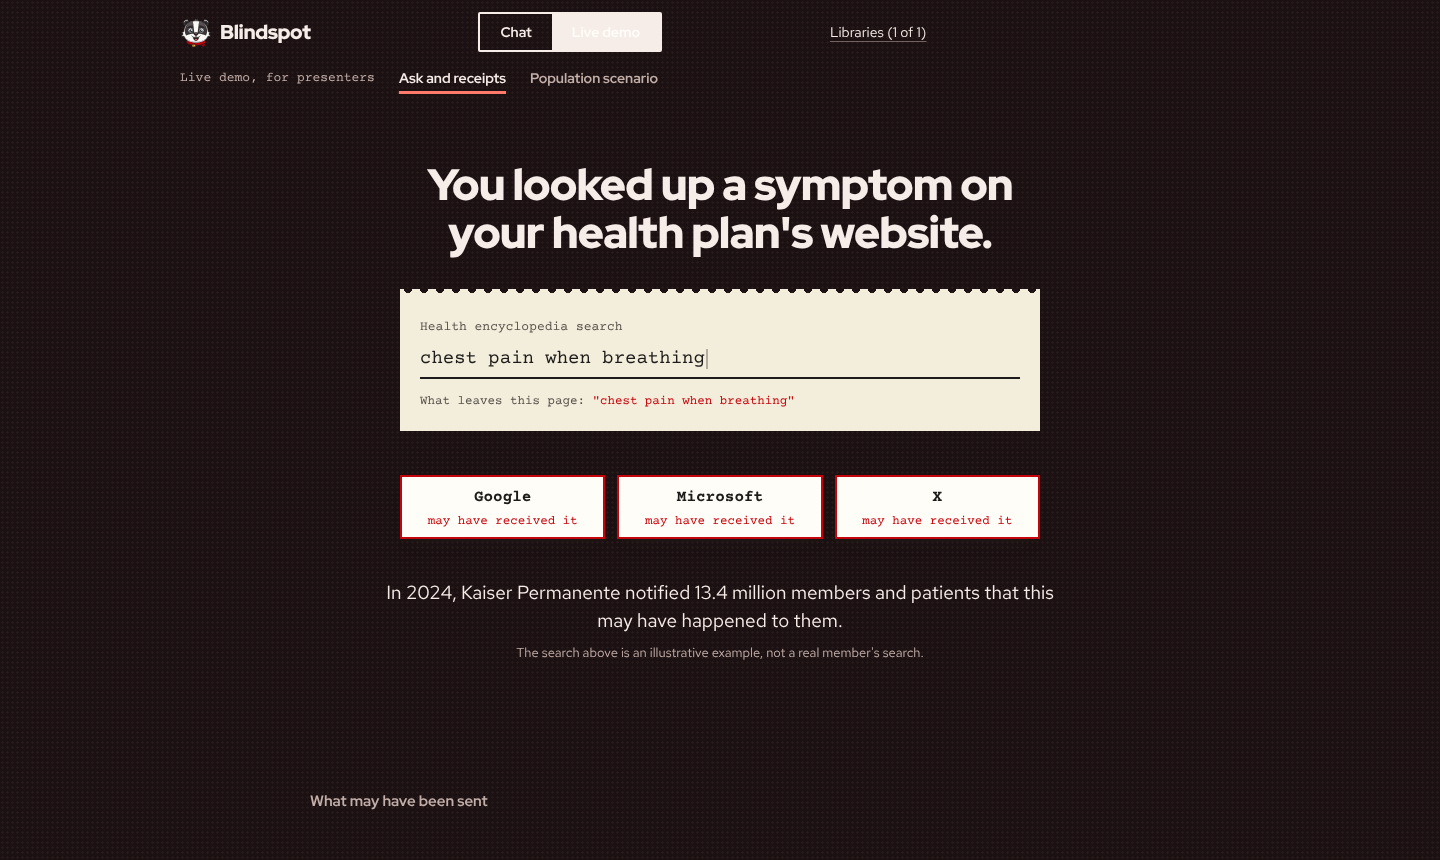 Blindspot
Chat
Live demo
Libraries (1 of 1)
Live demo, for presenters
Ask and receipts
Population scenario
You looked up a symptom on
your health plan's website.
Health encyclopedia search
chest pain when breathing
What leaves this page: "chest pain when breathing"
Google
may have received it
Microsoft
may have received it
X
may have received it
In 2024, Kaiser Permanente notified 13.4 million members and patients that this
may have happened to them.
The search above is an illustrative example, not a real member's search.
What may have been sent